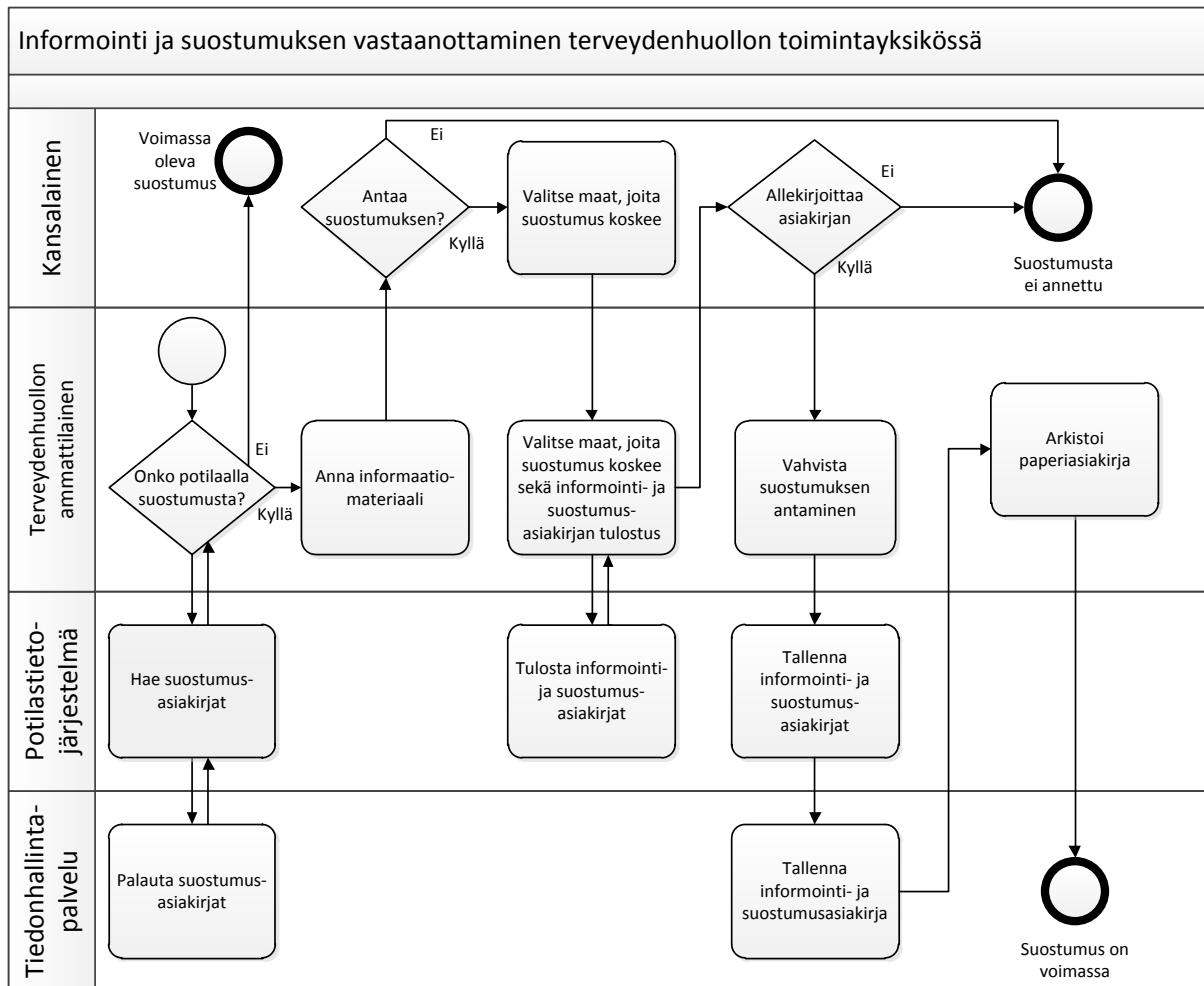 Informointi ja suostumuksen vastaanottaminen terveydenhuollon toimintayksikössä
Kansalainen
Voimassa
oleva
suostumus
Ei
Antaa
suostumuksen?
Kyllä
Valitse maat, joita
suostumus koskee
Allekirjoittaa
asiakirjan
Ei
Kyllä
Suostumusta
ei annettu
Terveydenhuollon
ammattilainen
Onko potilaalla
suostumusta?
Ei
Kyllä
Anna informaatio-
materiaali
Valitse maat, joita
suostumus koskee
sekä informointi- ja
suostumus-
asiakirjan tulostus
Vahvista
suostumuksen
antaminen
Arkistoi
paperiasiakirja
Potilastieto-
järjestelmä
Hae suostumus-
asiakirjat
Tulosta informointi-
ja suostumus-
asiakirjat
Tallenna
informointi- ja
suostumus-
asiakirjat
Tiedonhallinta-
palvelu
Palauta suostumus-
asiakirjat
Tallenna
informointi- ja
suostumusasiakirja
Suostumus on
voimassa